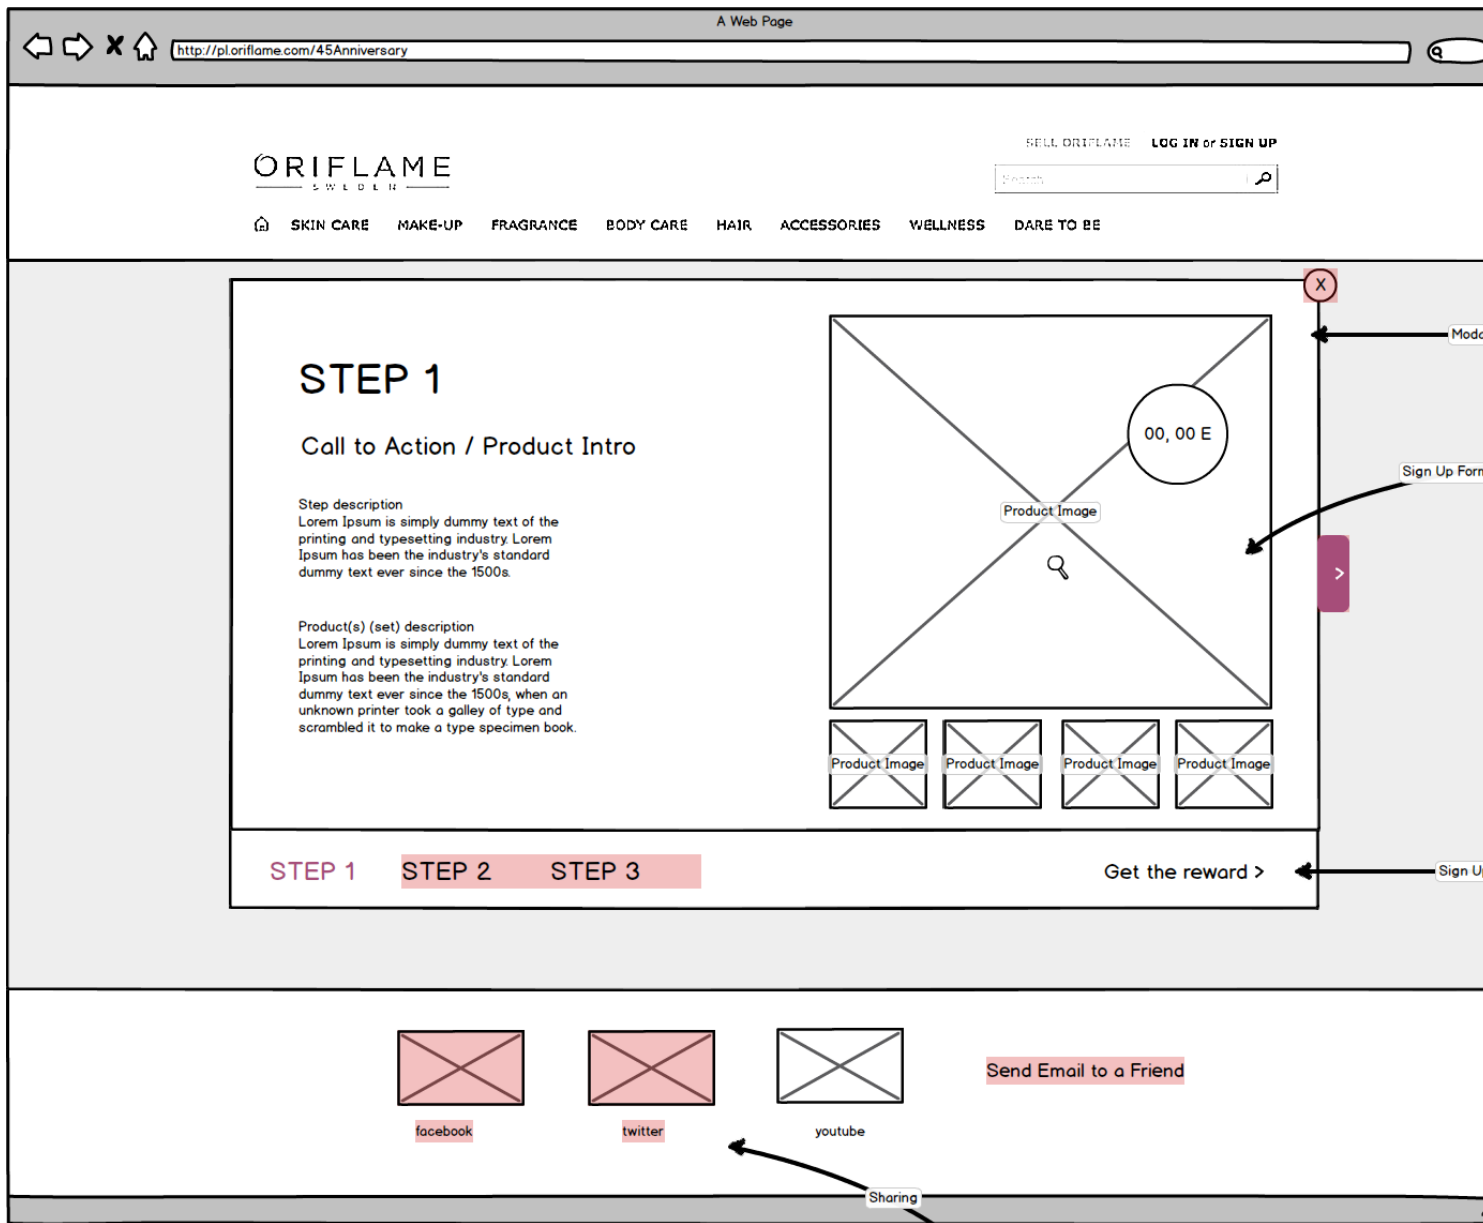 A Web Page
http://pl.oriflame.com/45Anniversary
SELL ORIFLAME LOG IN or SIGN UP
ORIFLAME
SWEDEN
Search
SKIN CARE MAKE-UP FRAGRANCE BODY CARE HAIR ACCESSORIES WELLNESS DARE TO BE
X
STEP 1
Call to Action / Product Intro
Step description
Lorem Ipsum is simply dummy text of the
printing and typesetting industry. Lorem
Ipsum has been the industry's standard
dummy text ever since the 1500s.
Product(s) (set) description
Lorem Ipsum is simply dummy text of the
printing and typesetting industry. Lorem
Ipsum has been the industry's standard
dummy text ever since the 1500s, when an
unknown printer took a galley of type and
scrambled it to make a type specimen book.
00, 00 E
Product Image
Product Image Product Image Product Image Product Image
Sign Up Form
>
STEP 1 STEP 2 STEP 3 Get the reward >
Sign Up
facebook twitter youtube
Send Email to a Friend
Sharing